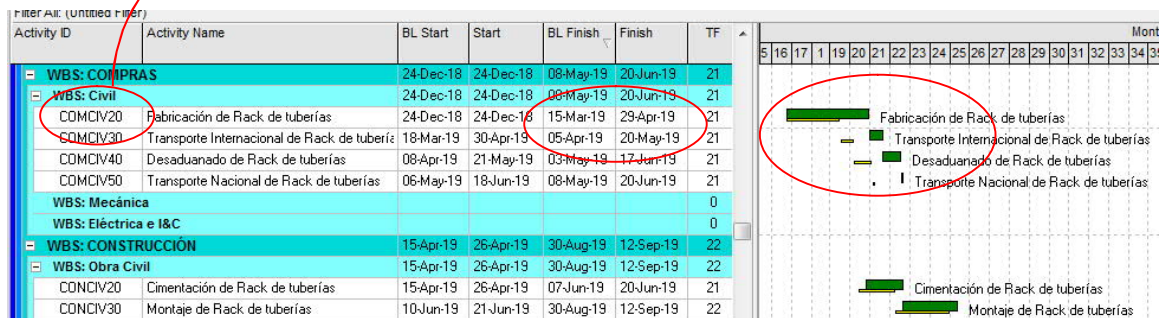 Filter All: (Untitled Filter)
Activity ID Activity Name BL Start Start BL Finish Finish TF Mont
5 16 17 1 19 20 21 22 23 24 25 26 27 28 29 30 31 32 33 34 35
WBS: COMPRAS 24-Dec-18 24-Dec-18 08-May-19 20-Jun-19 21
WBS: Civil 24-Dec-18 24-Dec-18 08-May-19 20-Jun-19 21
COMCIV20 Fabricación de Rack de tuberías 24-Dec-18 24-Dec-18 15-Mar-19 29-Apr-19 21 Fabricación de Rack de tuberías
COMCIV30 Transporte Internacional de Rack de tubería 18-Mar-19 30-Apr-19 05-Apr-19 20-May-19 21 Transporte Internacional de Rack de tuberías
COMCIV40 Desaduanado de Rack de tuberías 08-Apr-19 21-May-19 03-May-19 17-Jun-19 21 Desaduanado de Rack de tuberías
COMCIV50 Transporte Nacional de Rack de tuberías 06-May-19 18-Jun-19 08-May-19 20-Jun-19 21 Transporte Nacional de Rack de tuberías
WBS: Mecánica 0
WBS: Eléctrica e I&C 0
WBS: CONSTRUCCIÓN 15-Apr-19 26-Apr-19 30-Aug-19 12-Sep-19 22
WBS: Obra Civil 15-Apr-19 26-Apr-19 30-Aug-19 12-Sep-19 22
CONCIV20 Cimentación de Rack de tuberías 15-Apr-19 26-Apr-19 07-Jun-19 20-Jun-19 21 Cimentación de Rack de tuberías
CONCIV30 Montaje de Rack de tuberías 10-Jun-19 21-Jun-19 30-Aug-19 12-Sep-19 22 Montaje de Rack de tuberías